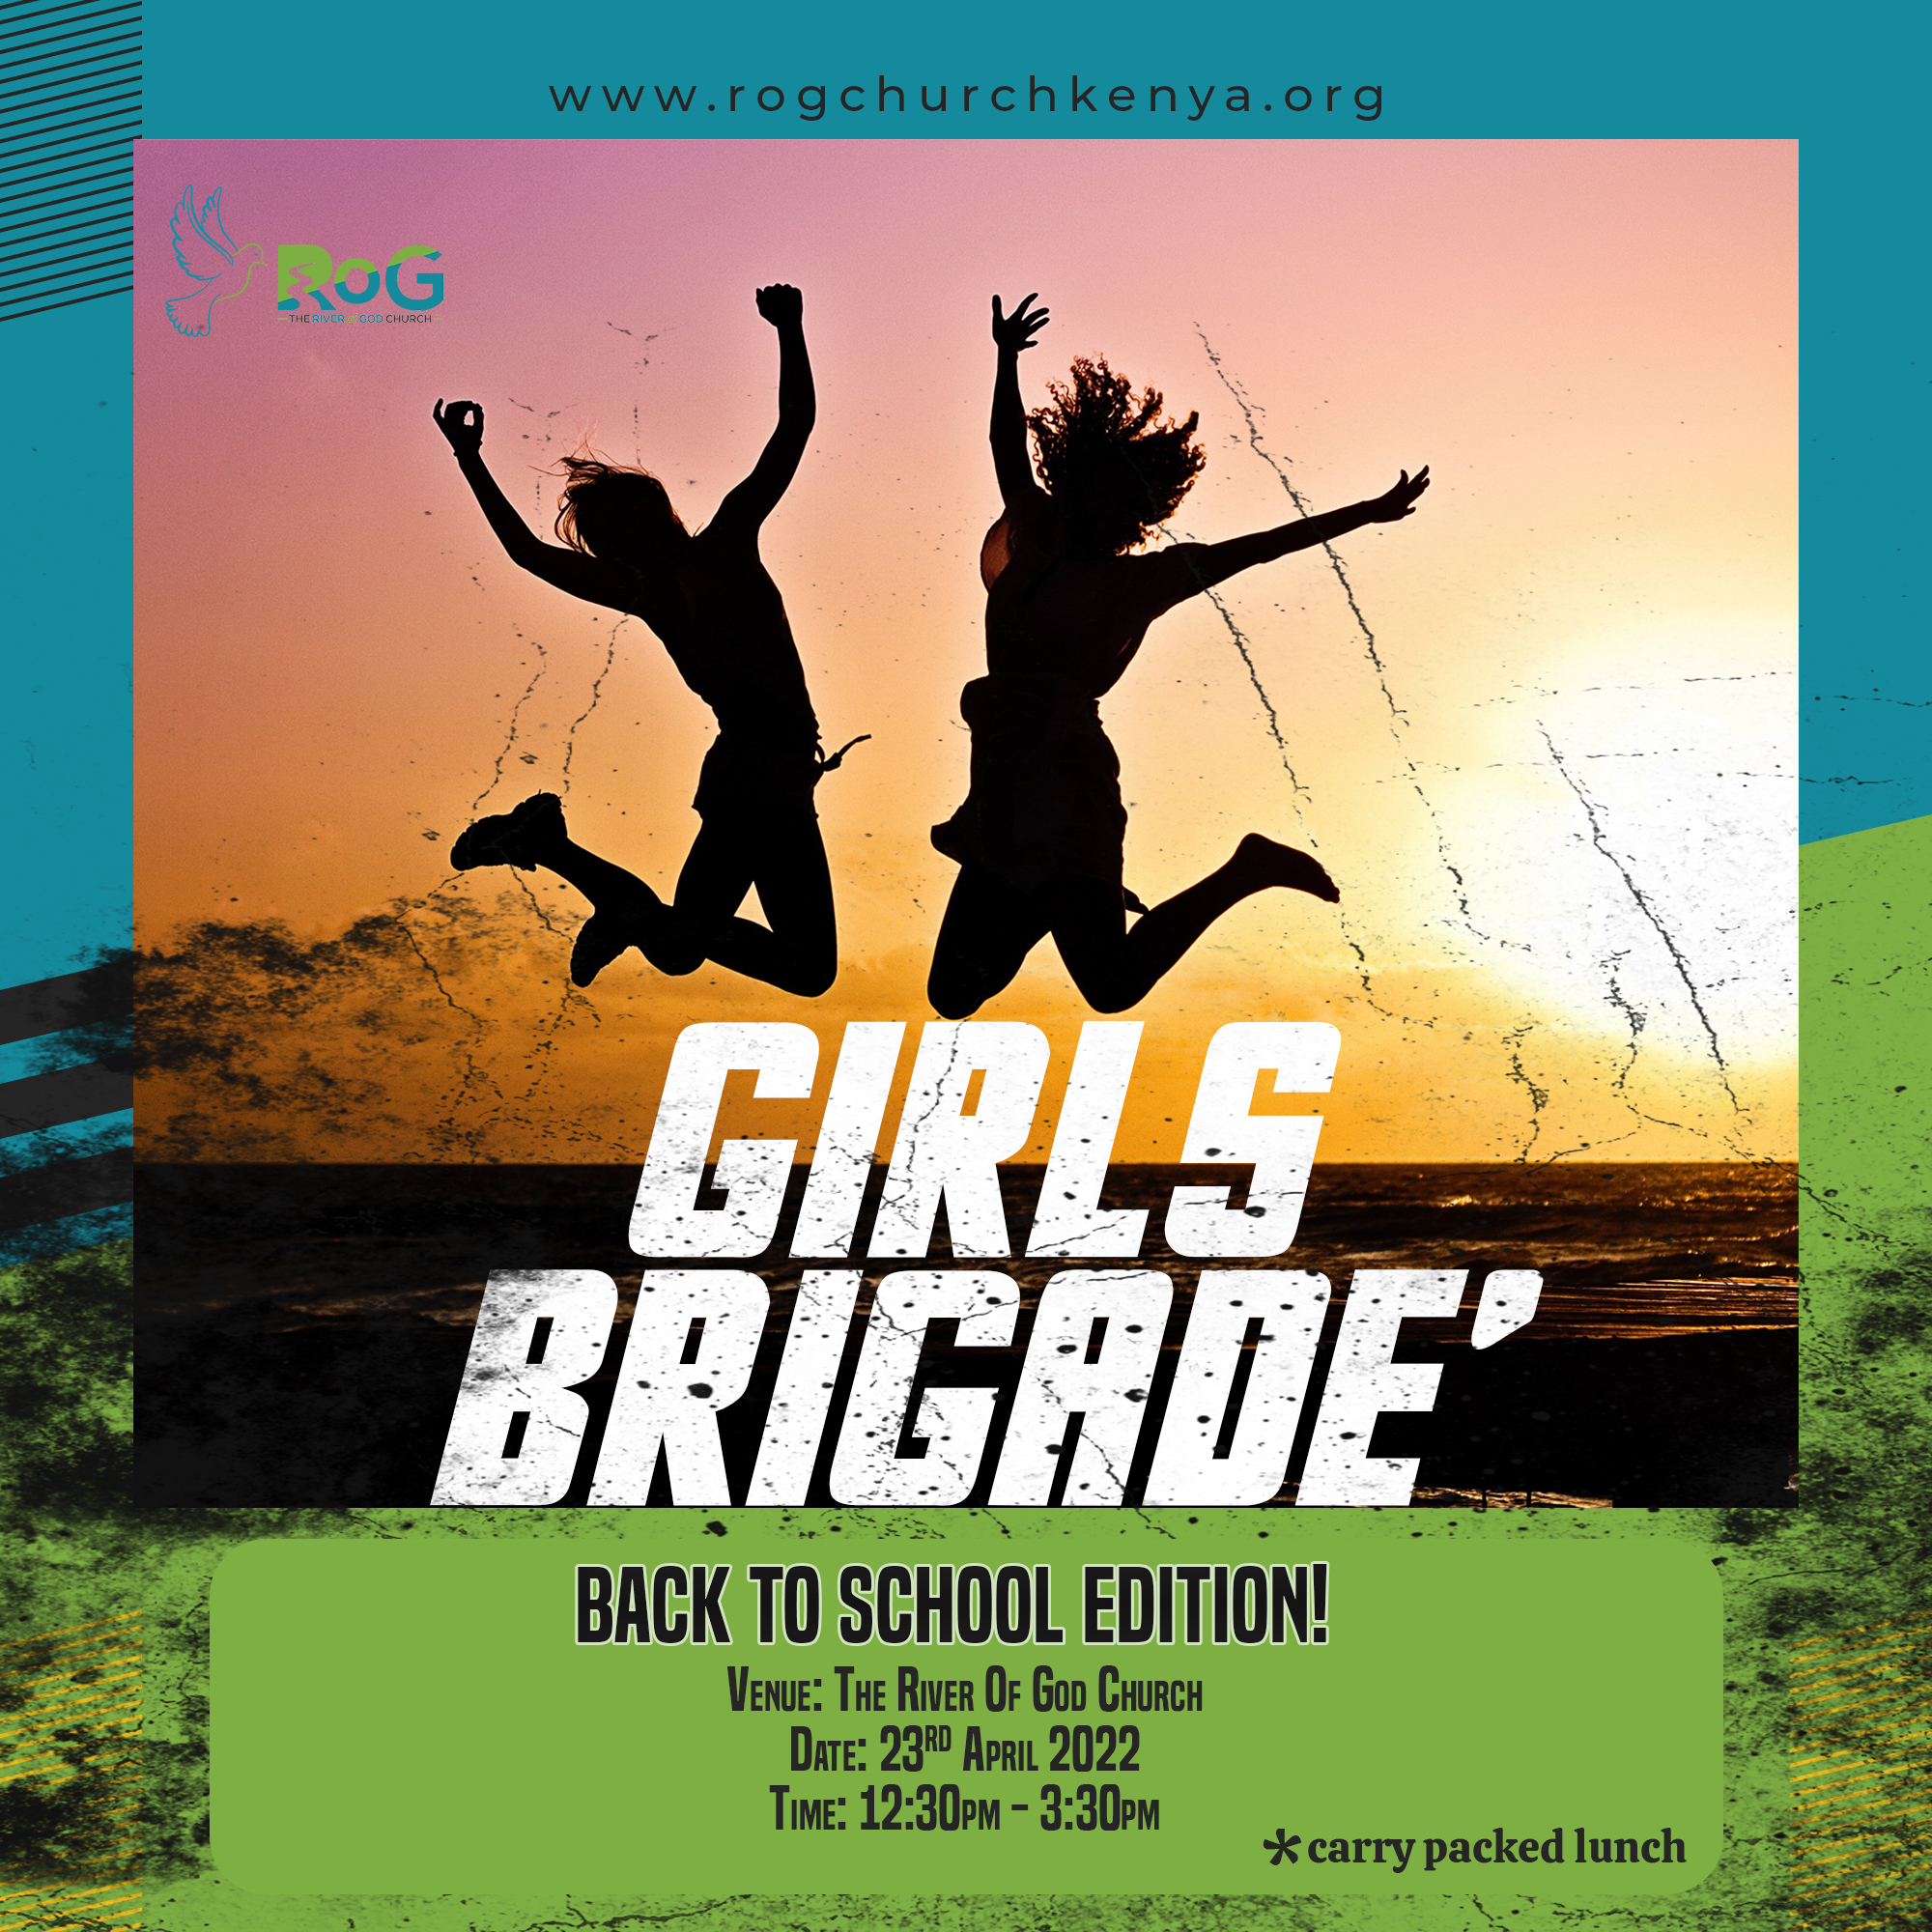 www.rogchurchkenya.org
RoG
THE RIVER of GOD CHURCH
GIRLS
BRIGADE'
BACK TO SCHOOL EDITION!
Venue: The River Of God Church
Date: 23RD April 2022
Time: 12:30pm - 3:30pm
*carry packed lunch